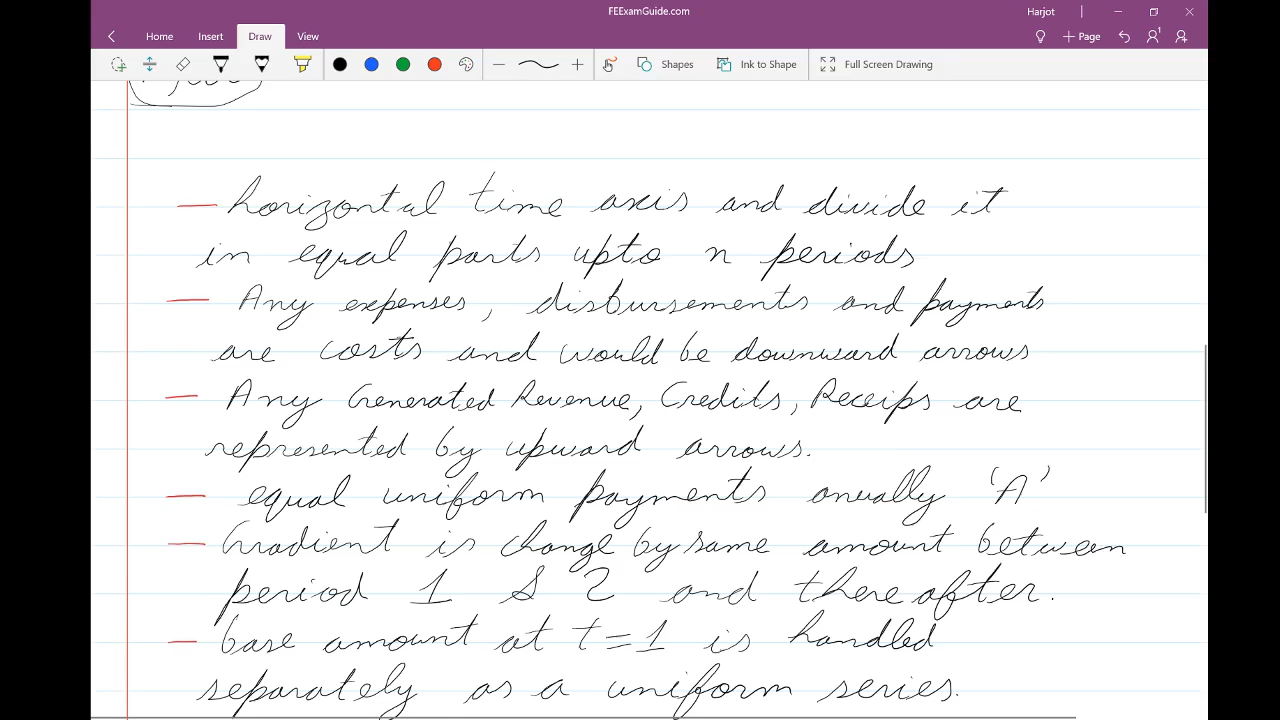 FEExamGuide.com
Harjot
Home Insert Draw View
Page
Shapes Ink to Shape Full Screen Drawing
— horizontal time axis and divide it
in equal parts upto n periods
— Any expenses, disbursements and payments
are costs and would be downward arrows
— Any Generated Revenue, Credits, Receips are
represented by upward arrows.
— equal uniform payments anually 'A'
— Gradient is change by same amount between
period 1 & 2 and thereafter.
— base amount at t=1 is handled
separately as a uniform series.